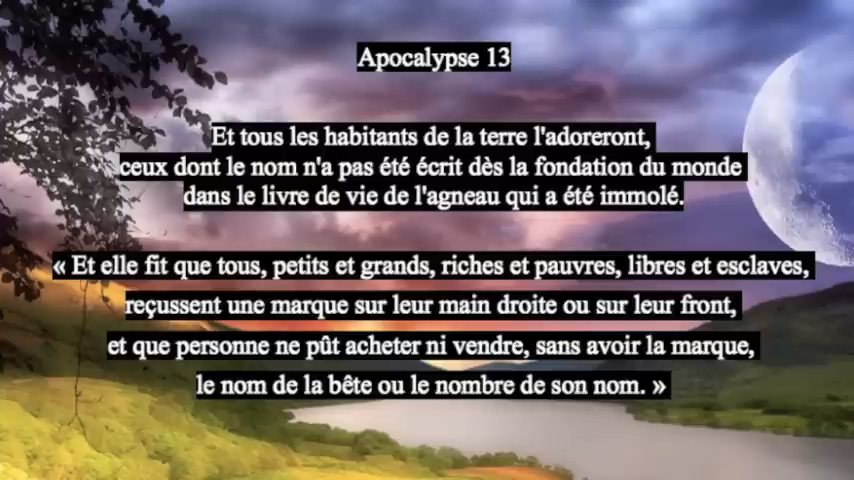 Apocalypse 13
Et tous les habitants de la terre l'adoreront,
ceux dont le nom n'a pas été écrit dès la fondation du monde
dans le livre de vie de l'agneau qui a été immolé.
« Et elle fit que tous, petits et grands, riches et pauvres, libres et esclaves,
reçussent une marque sur leur main droite ou sur leur front,
et que personne ne pût acheter ni vendre, sans avoir la marque,
le nom de la bête ou le nombre de son nom. »